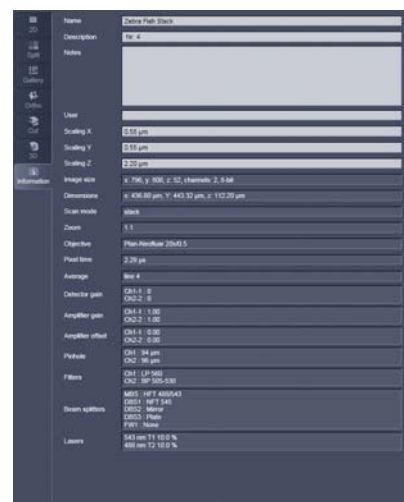 2D
Split
Gallery
Ortho
Cut
3D
Information
Name Zebra Fish Stack
Description Nr. 4
Notes
User
Scaling X 0.55 µm
Scaling Y 0.55 µm
Scaling Z 2.20 µm
Image size x: 796, y: 808, z: 52, channels: 2, 8-bit
Dimensions x: 436.80 µm, Y: 443.32 µm, z: 112.20 µm
Scan mode stack
Zoom 1.1
Objective Plan-Neofluar 20x/0.5
Pixel time 2.29 µs
Average line 4
Detector gain Ch1-1 : 0
Ch2-2 : 0
Amplifier gain Ch1-1 : 1.00
Ch2-2 : 1.00
Amplifier offset Ch1-1 : 0.00
Ch2-2 : 0.00
Pinhole Ch1 : 94 µm
Ch2 : 96 µm
Filters Ch1 : LP 560
Ch2 : BP 505-530
Beam splitters MBS : HFT 488/543
DBS1 : NFT 545
DBS2 : Mirror
DBS3 : Plate
FW1 : None
Lasers 543 nm T1 10.0 %
488 nm T2 10.0 %